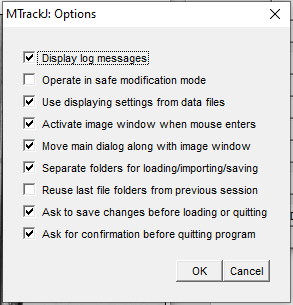 MTrackJ: Options
Display log messages
Operate in safe modification mode
Use displaying settings from data files
Activate image window when mouse enters
Move main dialog along with image window
Separate folders for loading/importing/saving
Reuse last file folders from previous session
Ask to save changes before loading or quitting
Ask for confirmation before quitting program
OK Cancel